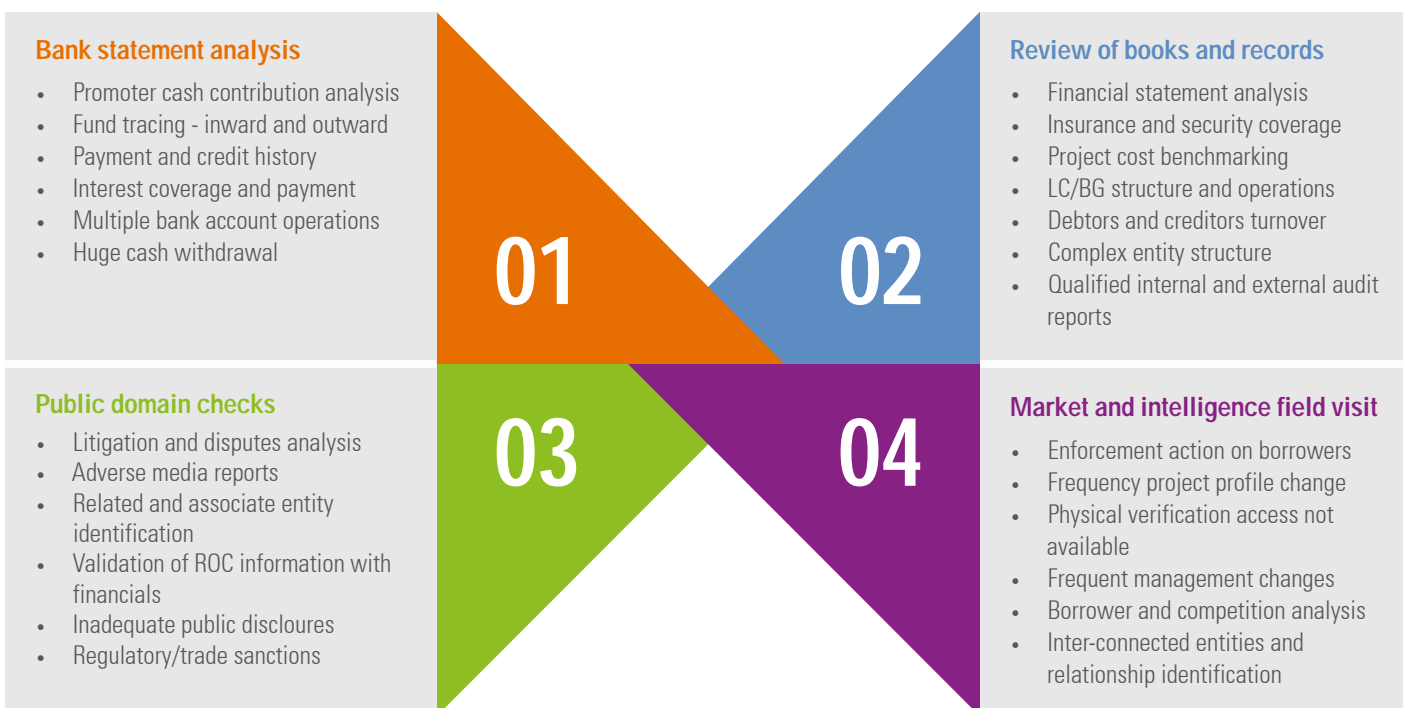 Bank statement analysis
• Promoter cash contribution analysis
• Fund tracing - inward and outward
• Payment and credit history
• Interest coverage and payment
• Multiple bank account operations
• Huge cash withdrawal
01
02
Review of books and records
• Financial statement analysis
• Insurance and security coverage
• Project cost benchmarking
• LC/BG structure and operations
• Debtors and creditors turnover
• Complex entity structure
• Qualified internal and external audit
reports
Public domain checks
• Litigation and disputes analysis
• Adverse media reports
• Related and associate entity
identification
• Validation of ROC information with
financials
• Inadequate public discloures
• Regulatory/trade sanctions
03
04
Market and intelligence field visit
• Enforcement action on borrowers
• Frequency project profile change
• Physical verification access not
available
• Frequent management changes
• Borrower and competition analysis
• Inter-connected entities and
relationship identification